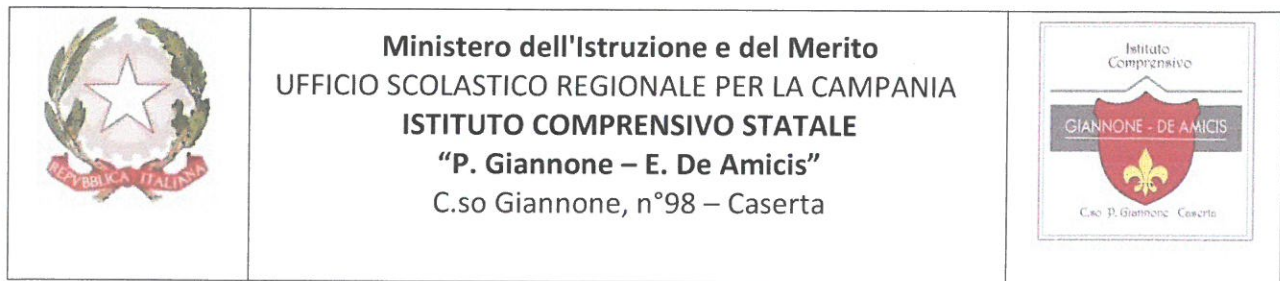 REPVBBLICA ITALIANA
Ministero dell'Istruzione e del Merito
UFFICIO SCOLASTICO REGIONALE PER LA CAMPANIA
ISTITUTO COMPRENSIVO STATALE
“P. Giannone – E. De Amicis”
C.so Giannone, n°98 – Caserta
Istituto
Comprensivo
GIANNONE - DE AMICIS
C.so P. Giannone Caserta